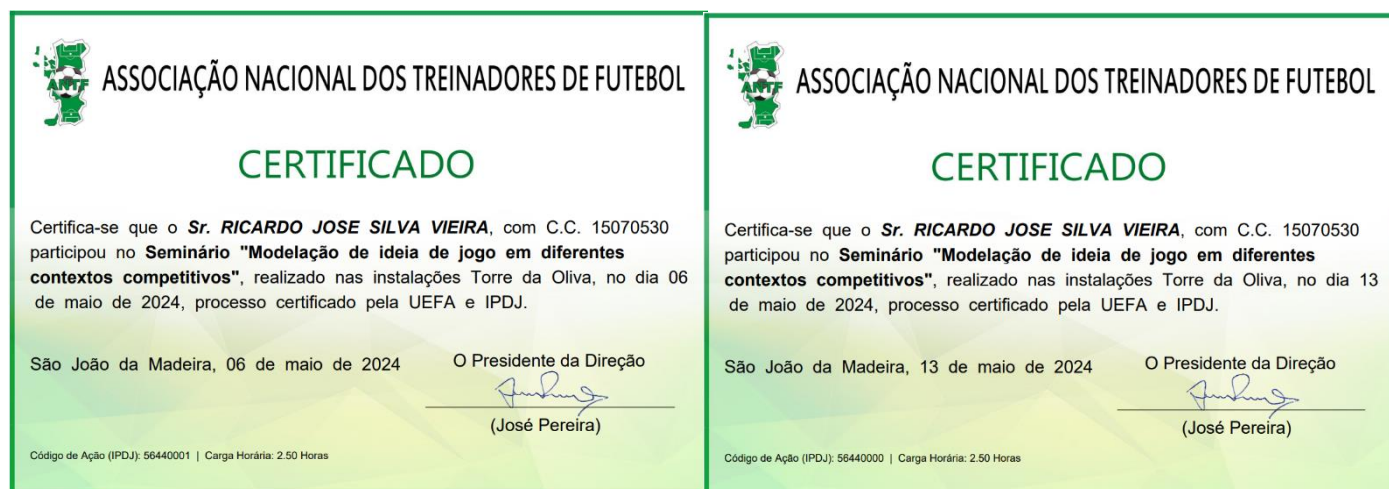 ANTF
ASSOCIAÇÃO NACIONAL DOS TREINADORES DE FUTEBOL
CERTIFICADO
Certifica-se que o Sr. RICARDO JOSE SILVA VIEIRA, com C.C. 15070530
participou no Seminário "Modelação de ideia de jogo em diferentes
contextos competitivos", realizado nas instalações Torre da Oliva, no dia 06
de maio de 2024, processo certificado pela UEFA e IPDJ.
São João da Madeira, 06 de maio de 2024
O Presidente da Direção
(José Pereira)
Código de Ação (IPDJ): 56440001 | Carga Horária: 2.50 Horas
ANTF
ASSOCIAÇÃO NACIONAL DOS TREINADORES DE FUTEBOL
CERTIFICADO
Certifica-se que o Sr. RICARDO JOSE SILVA VIEIRA, com C.C. 15070530
participou no Seminário "Modelação de ideia de jogo em diferentes
contextos competitivos", realizado nas instalações Torre da Oliva, no dia 13
de maio de 2024, processo certificado pela UEFA e IPDJ.
São João da Madeira, 13 de maio de 2024
O Presidente da Direção
(José Pereira)
Código de Ação (IPDJ): 56440000 | Carga Horária: 2.50 Horas